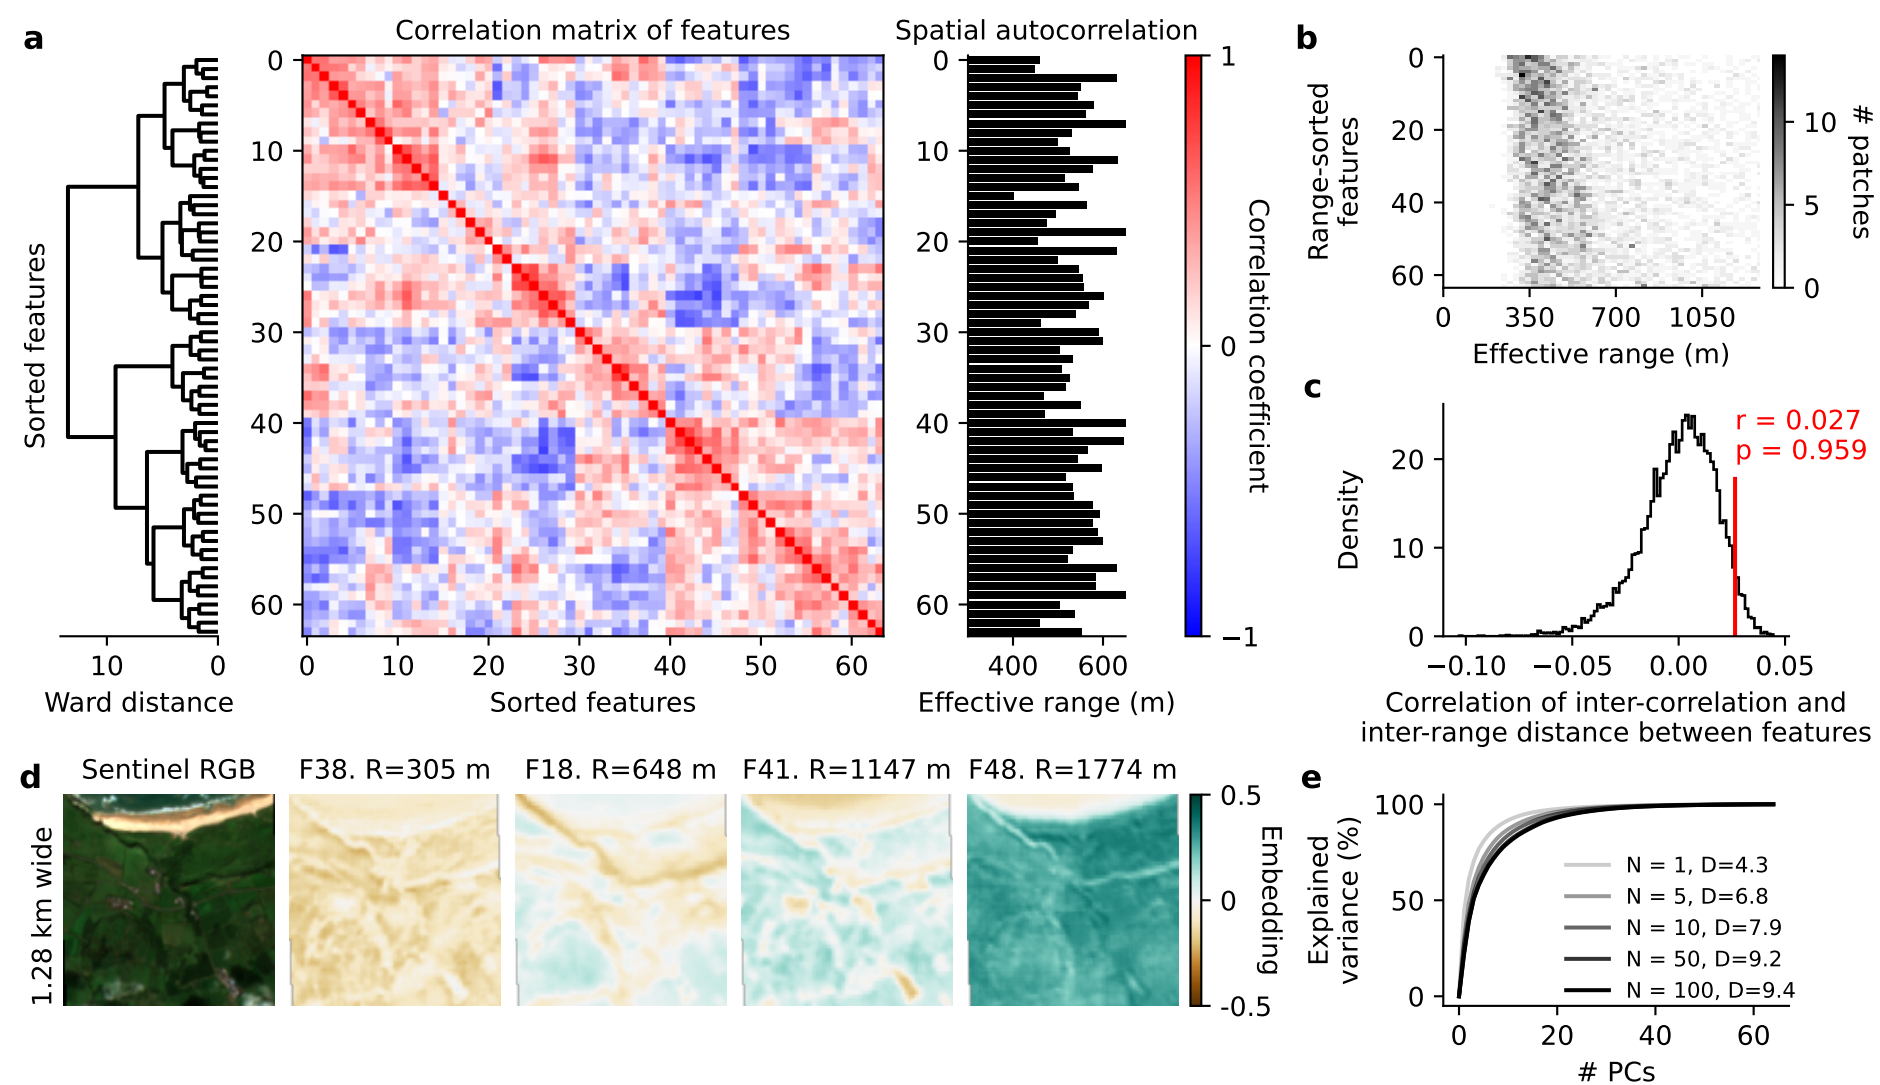 a
Correlation matrix of features
Spatial autocorrelation
Sorted features
10
0
Ward distance
0
10
20
30
40
50
60
0
10
20
30
40
50
60
Sorted features
0
10
20
30
40
50
60
400
600
Effective range (m)
1
0
−1
Correlation coefficient
b
Range-sorted
features
0
20
40
60
0
350
700
1050
Effective range (m)
10
5
0
# patches
c
Density
20
10
0
r = 0.027
p = 0.959
−0.10
−0.05
0.00
0.05
Correlation of inter-correlation and
inter-range distance between features
d
Sentinel RGB
F38. R=305 m
F18. R=648 m
F41. R=1147 m
F48. R=1774 m
1.28 km wide
0.5
0
-0.5
Embedding
e
Explained
variance (%)
100
50
0
N = 1, D=4.3
N = 5, D=6.8
N = 10, D=7.9
N = 50, D=9.2
N = 100, D=9.4
0
20
40
60
# PCs